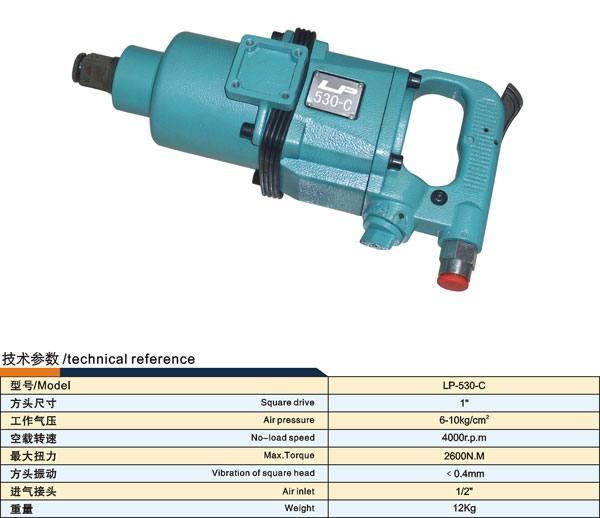 LP
530-C
技术参数/technical reference
型号/Model LP-530-C
方头尺寸 Square drive 1"
工作气压 Air pressure 6-10kg/cm²
空载转速 No-load speed 4000r.p.m
最大扭力 Max.Torque 2600N.M
方头振动 Vibration of square head <0.4mm
进气接头 Air inlet 1/2"
重量 Weight 12Kg